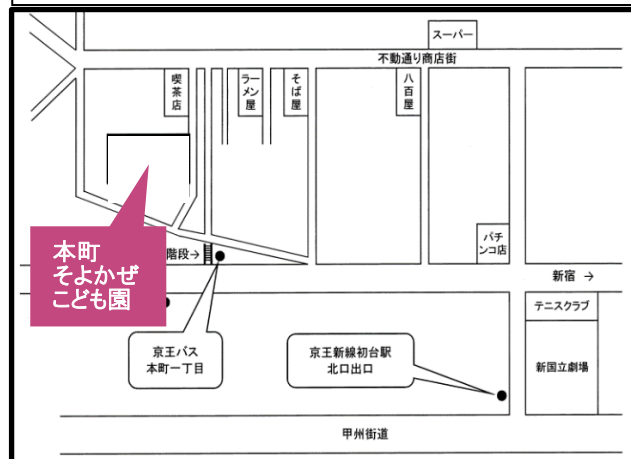 スーパー
不動通り商店街
喫茶店
ラーメン屋
そば屋
八百屋
本町
そよかぜ
こども園
階段→
パチンコ店
新宿 →
テニスクラブ
京王バス
本町一丁目
京王新線初台駅
北口出口
新国立劇場
甲州街道